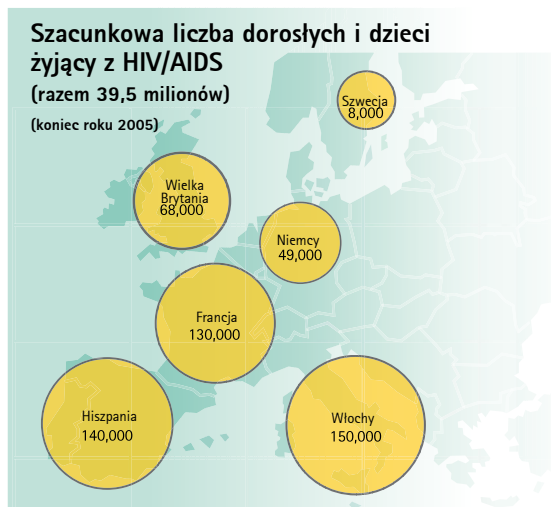 Szacunkowa liczba dorosłych i dzieci
żyjący z HIV/AIDS
(razem 39,5 milionów)
(koniec roku 2005)
Szwecja
8,000
Wielka
Brytania
68,000
Niemcy
49,000
Francja
130,000
Hiszpania
140,000
Włochy
150,000